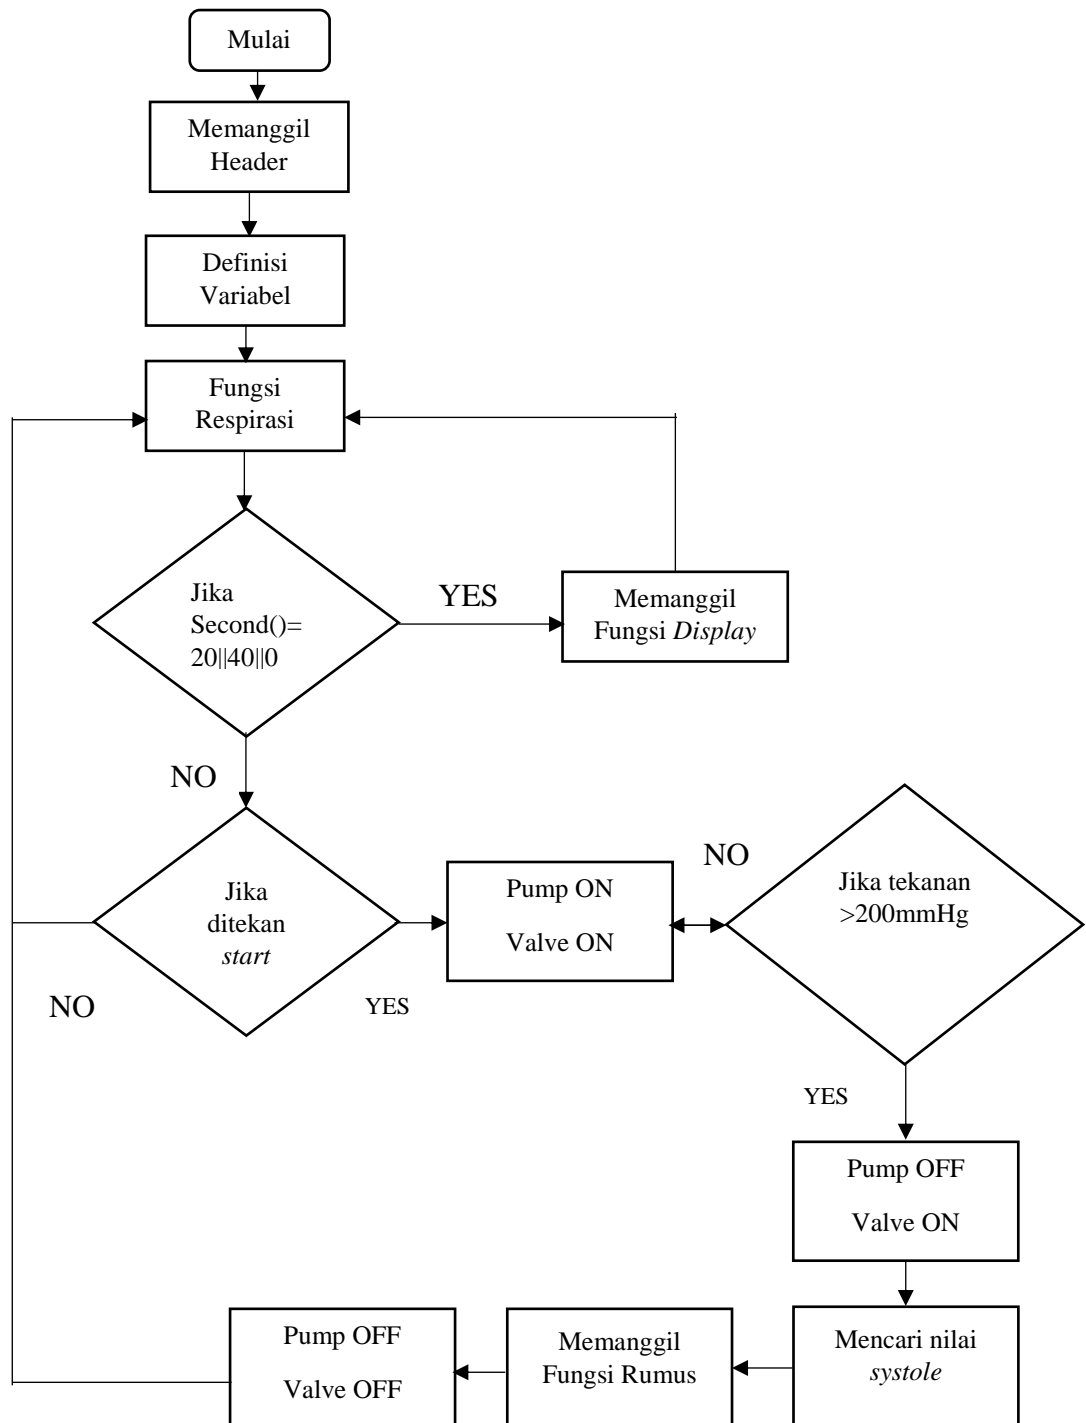 Mulai
Memanggil
Header
Definisi
Variabel
Fungsi
Respirasi
Jika
Second()=
20||40||0
YES
Memanggil
Fungsi Display
NO
Jika
ditekan
start
NO
YES
Pump ON
Valve ON
NO
Jika tekanan
>200mmHg
YES
Pump OFF
Valve ON
Mencari nilai
systole
Memanggil
Fungsi Rumus
Pump OFF
Valve OFF